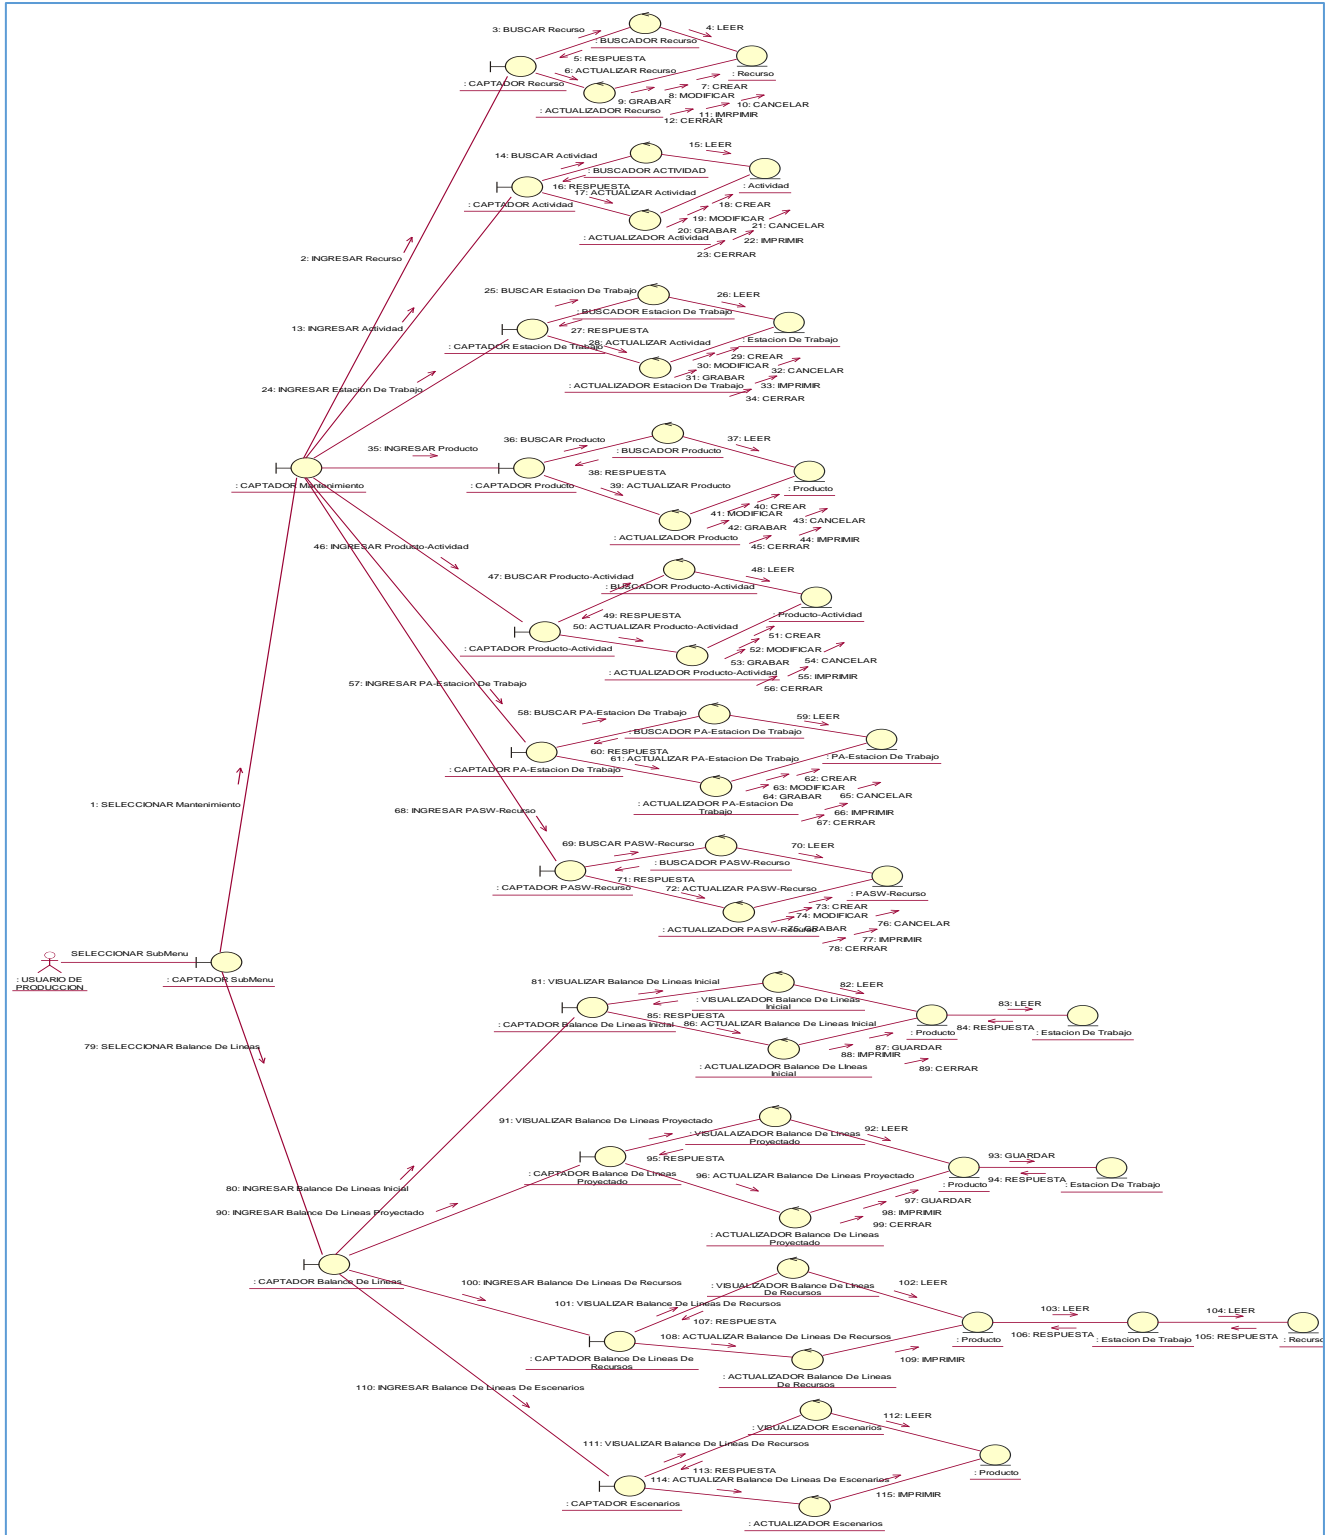 3: BUSCAR Recurso
4: LEER
: BUSCADOR Recurso
5: RESPUESTA
6: ACTUALIZAR Recurso
: Recurso
: CAPTADOR Recurso
7: CREAR
8: MODIFICAR
9: GRABAR
10: CANCELAR
: ACTUALIZADOR Recurso
11: IMRPIMIR
12: CERRAR
15: LEER
14: BUSCAR Actividad
: BUSCADOR ACTIVIDAD
16: RESPUESTA
17: ACTUALIZAR Actividad
: Actividad
: CAPTADOR Actividad
18: CREAR
19: MODIFICAR
20: GRABAR
21: CANCELAR
: ACTUALIZADOR Actividad
22: IMPRIMIR
23: CERRAR
2: INGRESAR Recurso
25: BUSCAR Estacion De Trabajo
26: LEER
: BUSCADOR Estacion De Trabajo
13: INGRESAR Actividad
27: RESPUESTA
28: ACTUALIZAR Actividad
: Estacion De Trabajo
: CAPTADOR Estacion De Trabajo
29: CREAR
30: MODIFICAR
31: GRABAR
32: CANCELAR
24: INGRESAR Estacion De Trabajo
: ACTUALIZADOR Estacion De Trabajo
33: IMPRIMIR
34: CERRAR
35: INGRESAR Producto
36: BUSCAR Producto
37: LEER
: BUSCADOR Producto
38: RESPUESTA
: CAPTADOR Mantenimiento
: CAPTADOR Producto
39: ACTUALIZAR Producto
: Producto
40: CREAR
41: MODIFICAR
42: GRABAR
43: CANCELAR
: ACTUALIZADOR Producto
44: IMPRIMIR
45: CERRAR
46: INGRESAR Producto-Actividad
47: BUSCAR Producto-Actividad
48: LEER
: BUSCADOR Producto-Actividad
49: RESPUESTA
: Producto-Actividad
50: ACTUALIZAR Producto-Actividad
51: CREAR
: CAPTADOR Producto-Actividad
52: MODIFICAR
53: GRABAR
54: CANCELAR
: ACTUALIZADOR Producto-Actividad
55: IMPRIMIR
56: CERRAR
57: INGRESAR PA-Estacion De Trabajo
58: BUSCAR PA-Estacion De Trabajo
59: LEER
: BUSCADOR PA-Estacion De Trabajo
60: RESPUESTA
61: ACTUALIZAR PA-Estacion De Trabajo
: PA-Estacion De Trabajo
: CAPTADOR PA-Estacion De Trabajo
62: CREAR
63: MODIFICAR
64: GRABAR
65: CANCELAR
: ACTUALIZADOR PA-Estacion De
Trabajo
66: IMPRIMIR
67: CERRAR
1: SELECCIONAR Mantenimiento
68: INGRESAR PASW-Recurso
69: BUSCAR PASW-Recurso
70: LEER
: BUSCADOR PASW-Recurso
71: RESPUESTA
72: ACTUALIZAR PASW-Recurso
: PASW-Recurso
: CAPTADOR PASW-Recurso
73: CREAR
74: MODIFICAR
75: GRABAR
76: CANCELAR
: ACTUALIZADOR PASW-Recurso
77: IMPRIMIR
78: CERRAR
SELECCIONAR SubMenu
: USUARIO DE
PRODUCCION
: CAPTADOR SubMenu
81: VISUALIZAR Balance De Lineas Inicial
82: LEER
: VISUALIZADOR Balance De Lineas
Inicial
83: LEER
85: RESPUESTA
86: ACTUALIZAR Balance De Lineas Inicial
: CAPTADOR Balance De Lineas Inicial
84: RESPUESTA
: Producto
: Estacion De Trabajo
79: SELECCIONAR Balance De Lineas
87: GUARDAR
88: IMPRIMIR
: ACTUALIZADOR Balance De LIneas
Inicial
89: CERRAR
91: VISUALIZAR Balance De Lineas Proyectado
92: LEER
: VISUALAIZADOR Balance De Lineas
Proyectado
93: GUARDAR
95: RESPUESTA
: CAPTADOR Balance De Lineas
Proyectado
96: ACTUALIZAR Balance De Lineas Proyectado
94: RESPUESTA
: Producto
: Estacion De Trabajo
80: INGRESAR Balance De Lineas Inicial
97: GUARDAR
90: INGRESAR Balance De Lineas Proyectado
98: IMPRIMIR
99: CERRAR
: ACTUALIZADOR Balance De Lineas
Proyectado
: CAPTADOR Balance De Lineas
100: INGRESAR Balance De Lineas De Recursos
: VISUALIZADOR Balance De Lineas
De Recursos
102: LEER
101: VISUALIZAR Balance De Lineas De Recursos
103: LEER
104: LEER
107: RESPUESTA
108: ACTUALIZAR Balance De Lineas De Recursos
106: RESPUESTA
105: RESPUESTA
: Producto
: Estacion De Trabajo
: Recurso
: CAPTADOR Balance De Lineas De
Recursos
109: IMPRIMIR
: ACTUALIZADOR Balance De Lineas
De Recursos
110: INGRESAR Balance De Lineas De Escenarios
112: LEER
: VISUALIZADOR Escenarios
111: VISUALIZAR Balance De Lineas De Recursos
113: RESPUESTA
: Producto
114: ACTUALIZAR Balance De Lineas De Escenarios
115: IMPRIMIR
: CAPTADOR Escenarios
: ACTUALIZADOR Escenarios